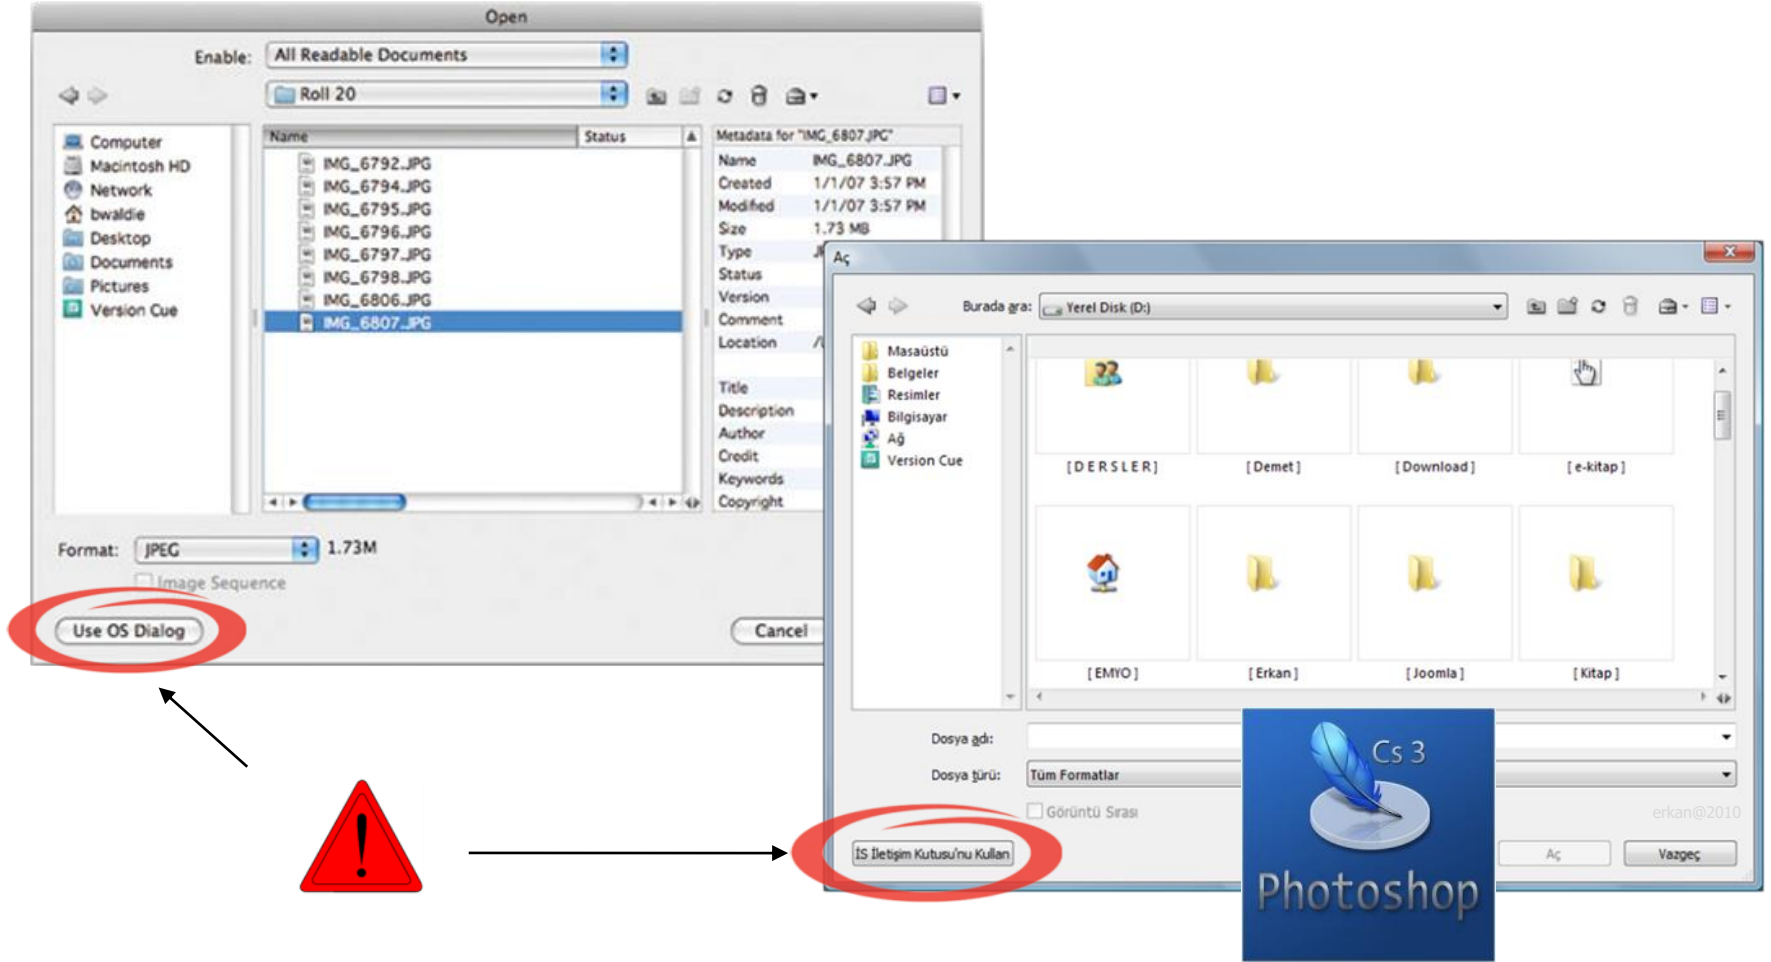 Open
Enable: All Readable Documents
Roll 20
Computer
Macintosh HD
Network
bwaldie
Desktop
Documents
Pictures
Version Cue
Name Status
IMG_6792.JPG
IMG_6794.JPG
IMG_6795.JPG
IMG_6796.JPG
IMG_6797.JPG
IMG_6798.JPG
IMG_6806.JPG
IMG_6807.JPG
Metadata for "IMG_6807.JPG"
Name IMG_6807.JPG
Created 1/1/07 3:57 PM
Modified 1/1/07 3:57 PM
Size 1.73 MB
Type
Status
Version
Comment
Location
Title
Description
Author
Credit
Keywords
Copyright
Format: JPEG 1.73M
Image Sequence
Use OS Dialog
Cancel
Aç
Burada ara: Yerel Disk (D:)
Masaüstü
Belgeler
Resimler
Bilgisayar
Ağ
Version Cue
[ D E R S L E R ] [ Demet ] [ Download ] [ e-kitap ]
[ EMYO ] [ Erkan ] [ Joomla ] [ Kitap ]
Dosya adı:
Dosya türü: Tüm Formatlar
Görüntü Sırası
erkan@2010
İS İletişim Kutusu'nu Kullan
Aç Vazgeç
Cs 3
Photoshop
!